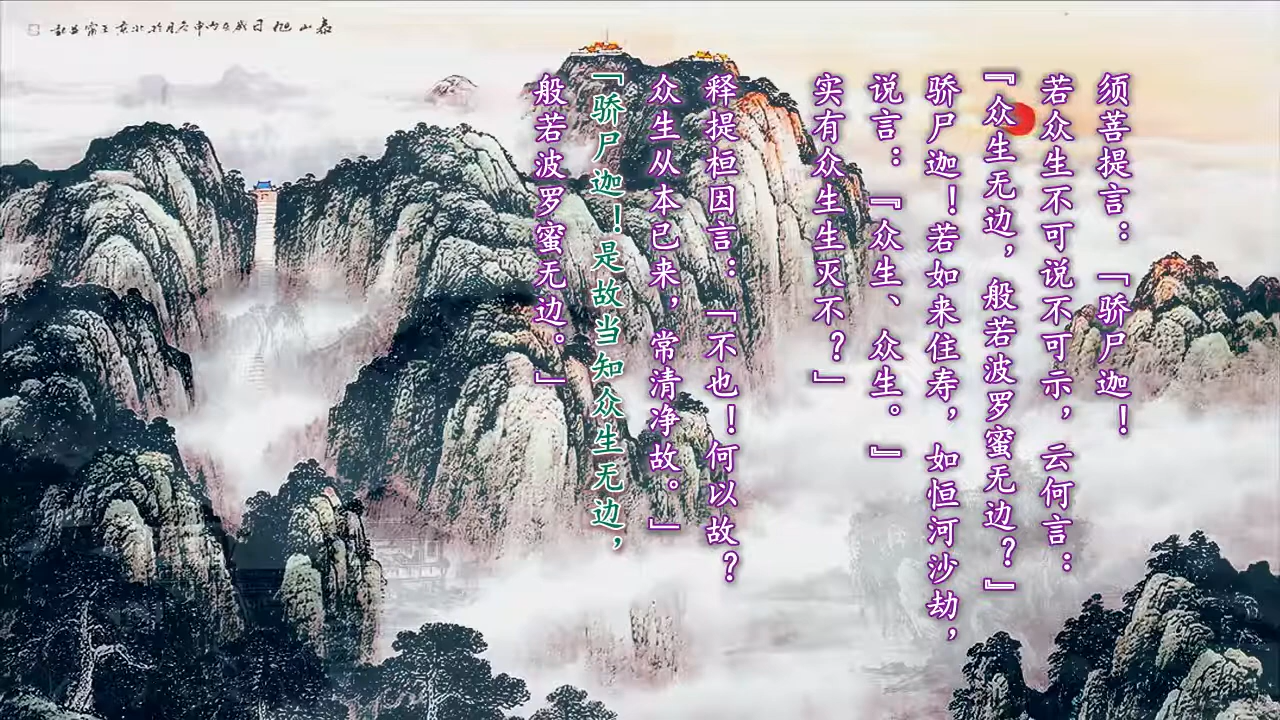 须菩提言：「骄尸迦！
若众生不可说不可示，云何言：
『众生无边，般若波罗蜜无边？』
骄尸迦！若如来住寿，如恒河沙劫，
说言：『众生、众生。』
实有众生生灭不？」
释提桓因言：「不也！何以故？
众生从本已来，常清净故。」
「骄尸迦！是故当知众生无边，
般若波罗蜜无边。」
泰山旭日